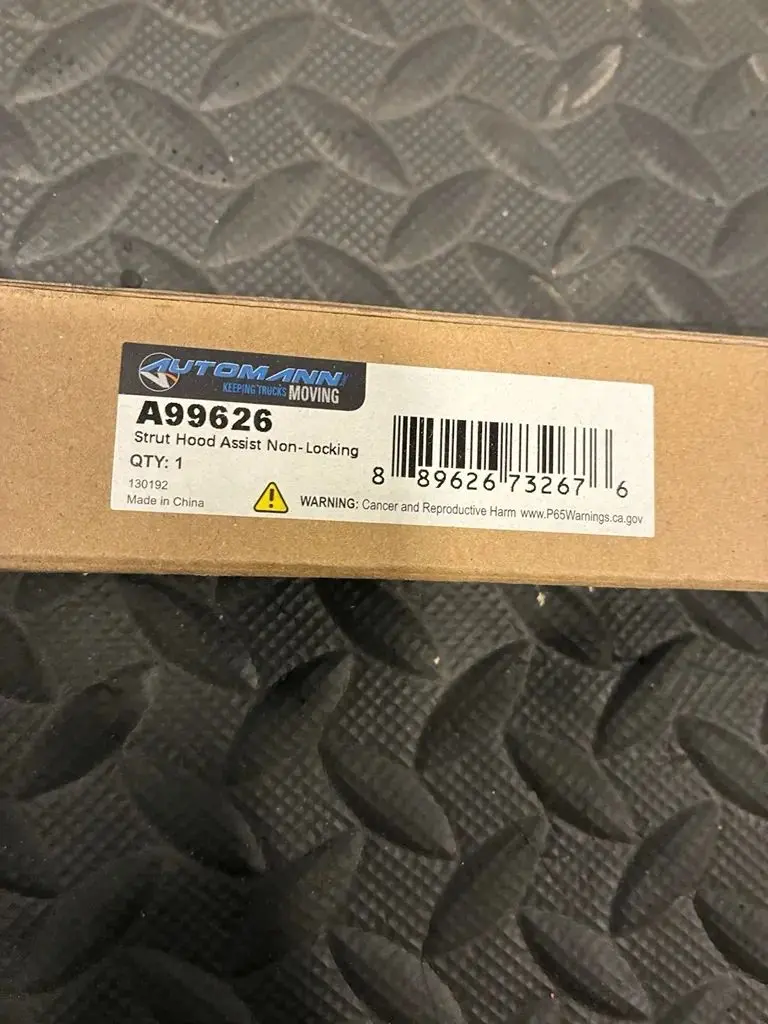 AUTOMANN
KEEPING TRUCKS MOVING
A99626
Strut Hood Assist Non-Locking
QTY: 1
130192
Made in China
8 89626 73267 6
WARNING: Cancer and Reproductive Harm www.P65Warnings.ca.gov